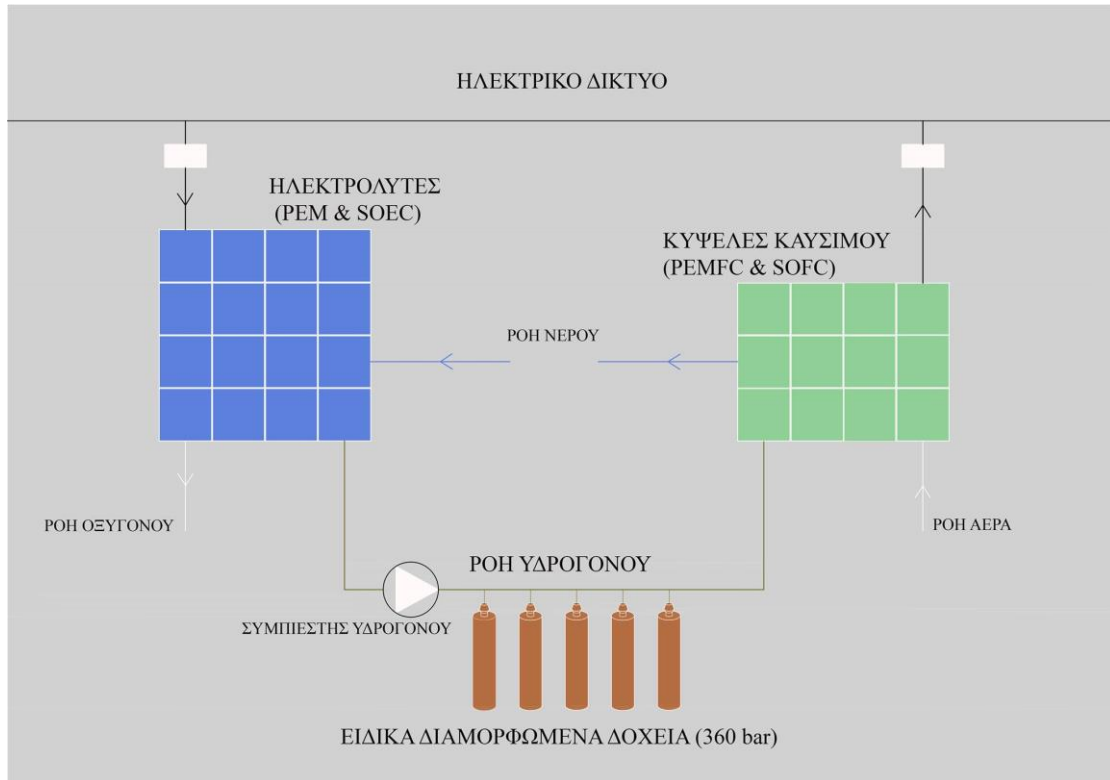 ΗΛΕΚΤΡΙΚΟ ΔΙΚΤΥΟ
ΗΛΕΚΤΡΟΛΥΤΕΣ
(PEM & SOEC)
ΚΥΨΕΛΕΣ ΚΑΥΣΙΜΟΥ
(PEMFC & SOFC)
ΡΟΗ ΝΕΡΟΥ
ΡΟΗ ΟΞΥΓΟΝΟΥ
ΡΟΗ ΑΕΡΑ
ΡΟΗ ΥΔΡΟΓΟΝΟΥ
ΣΥΜΠΙΕΣΤΗΣ ΥΔΡΟΓΟΝΟΥ
ΕΙΔΙΚΑ ΔΙΑΜΟΡΦΩΜΕΝΑ ΔΟΧΕΙΑ (360 bar)